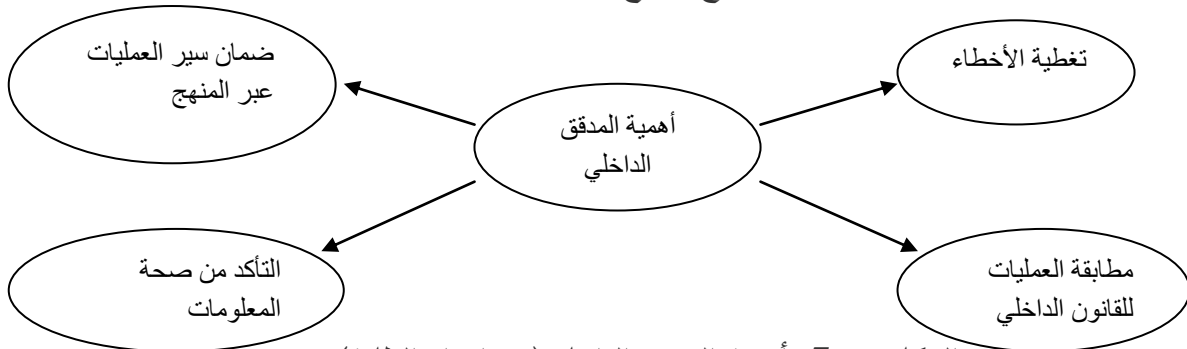 تغطية الأخطاء
ضمان سير العمليات
عبر المنهج
أهمية المدقق
الداخلي
مطابقة العمليات
للقانون الداخلي
التأكد من صحة
المعلومات